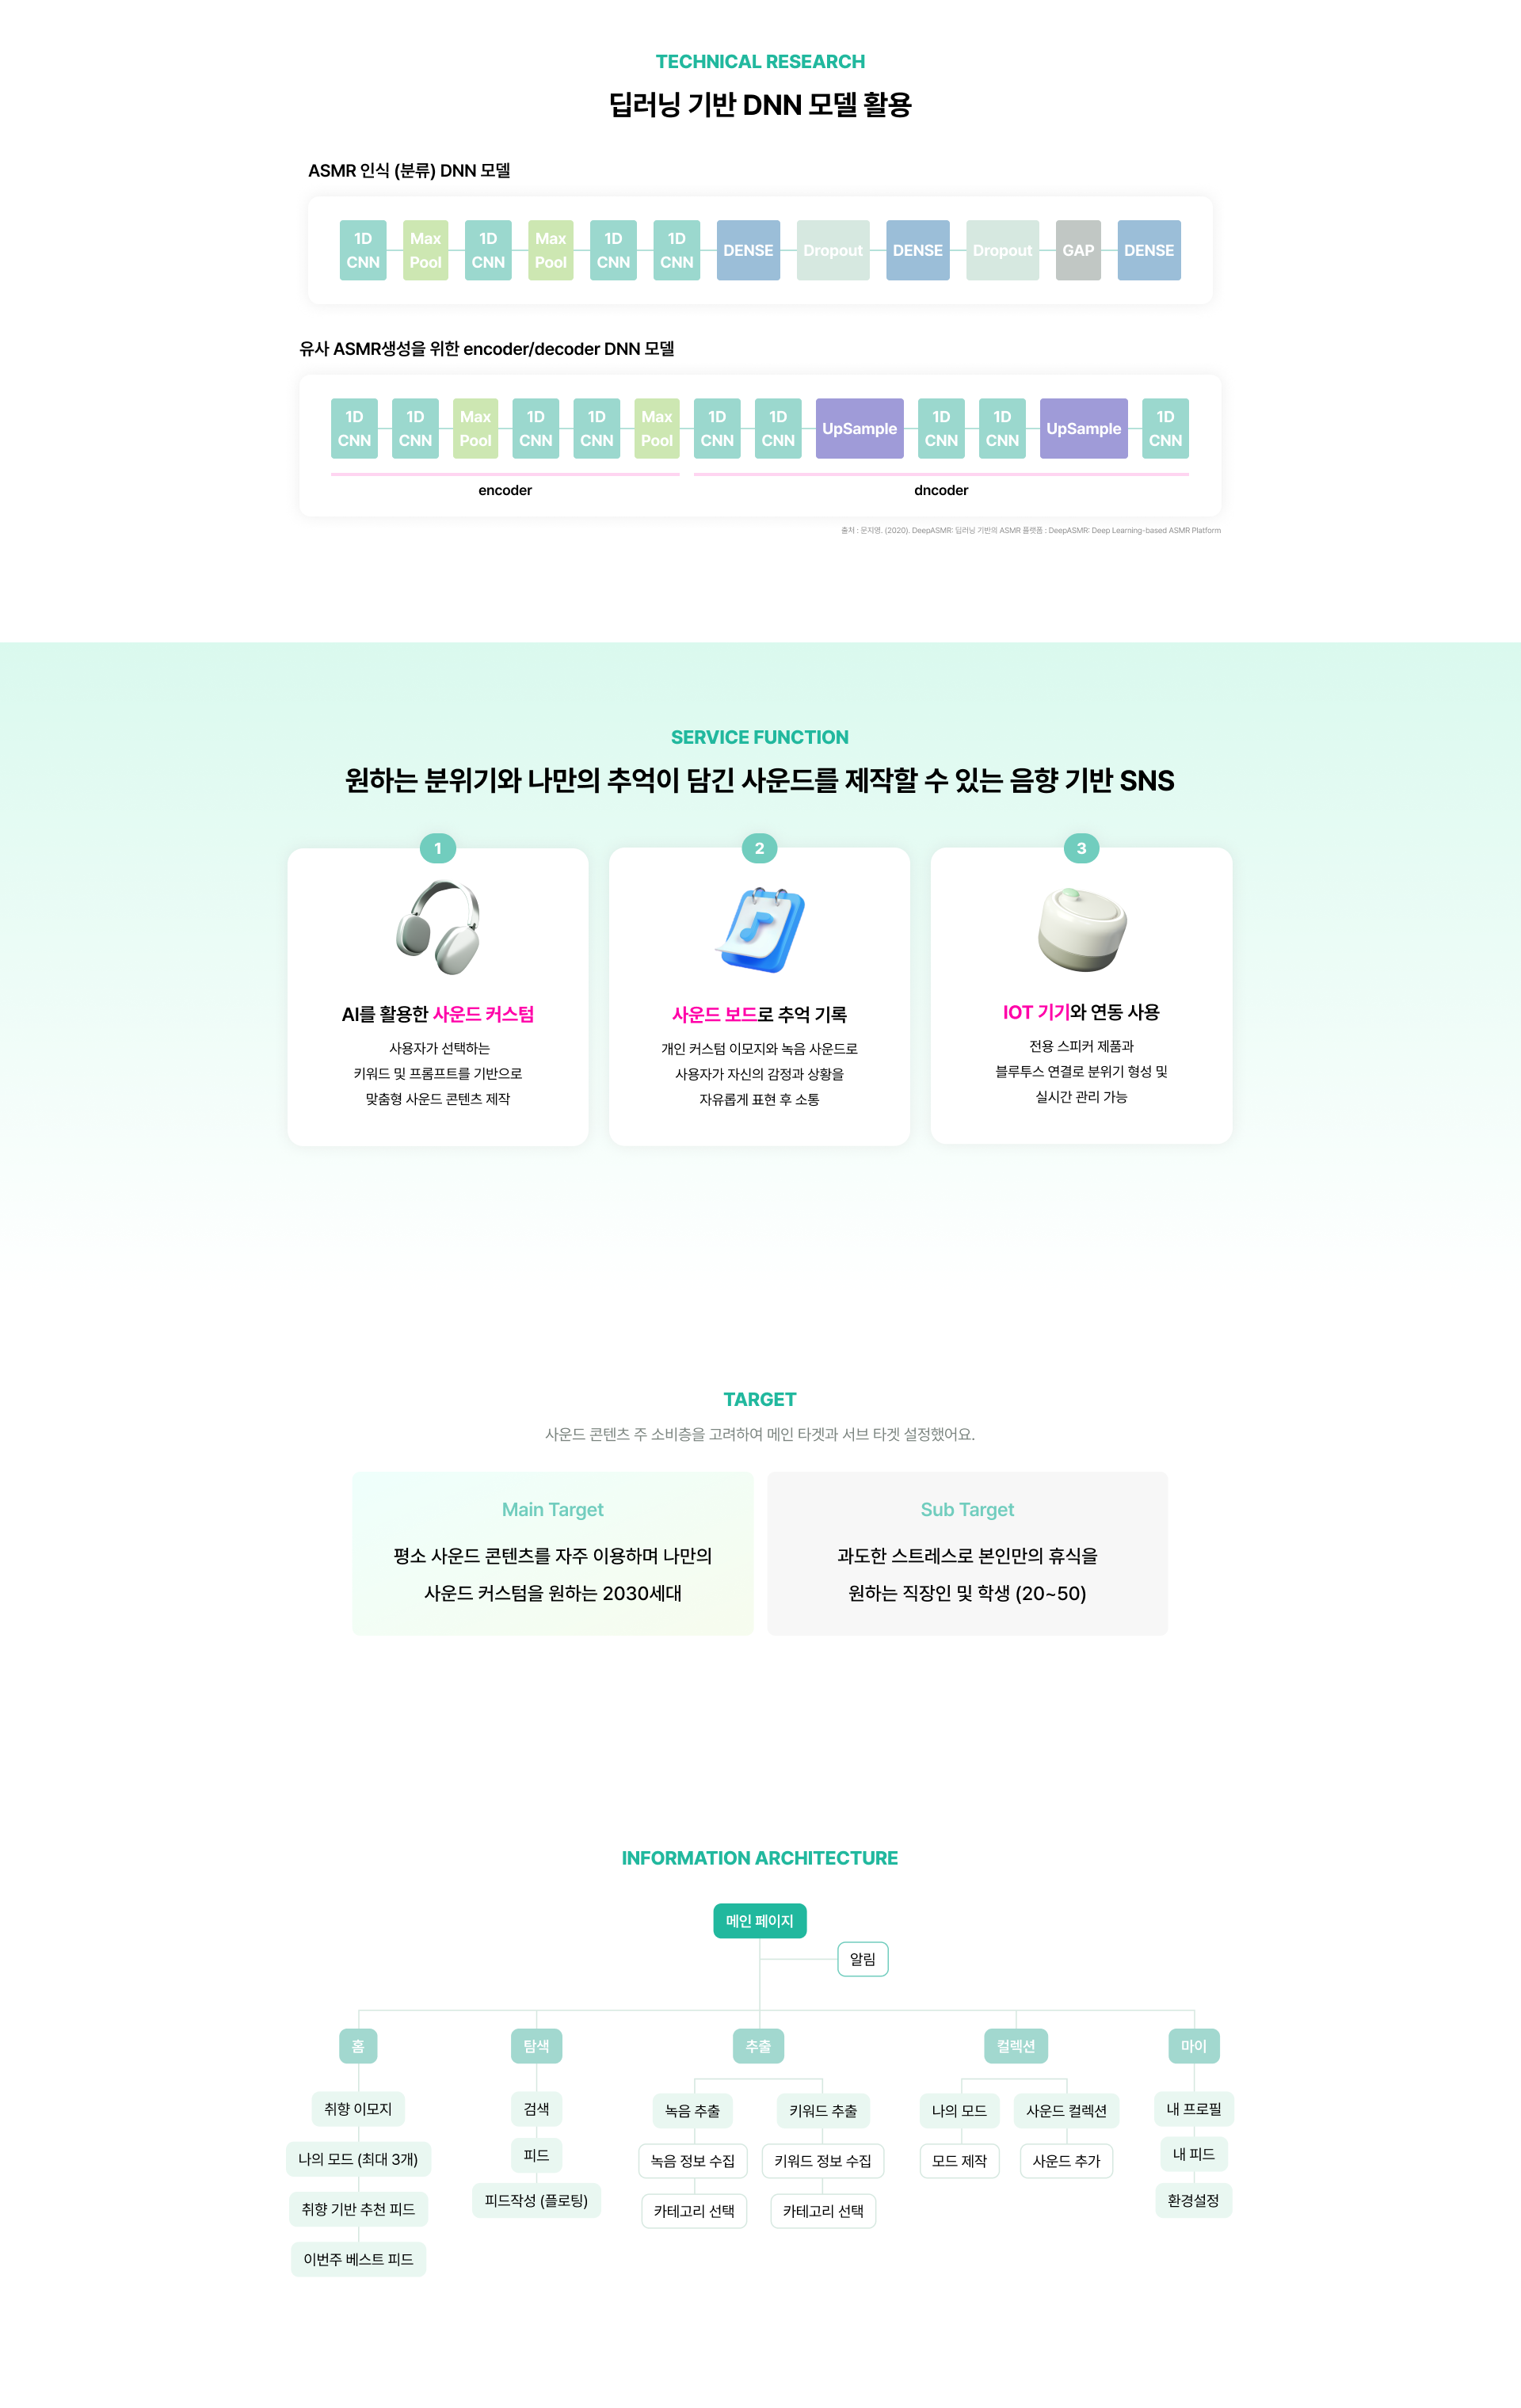 TECHNICAL RESEARCH
딥러닝 기반 DNN 모델 활용
ASMR 인식 (분류) DNN 모델
1D CNN
Max Pool
1D CNN
Max Pool
1D CNN
1D CNN
DENSE
Dropout
DENSE
Dropout
GAP
DENSE
유사 ASMR생성을 위한 encoder/decoder DNN 모델
1D CNN
1D CNN
Max Pool
1D CNN
1D CNN
Max Pool
1D CNN
1D CNN
UpSample
1D CNN
1D CNN
UpSample
1D CNN
encoder
dncoder
출처 : 문지영. (2020). DeepASMR: 딥러닝 기반의 ASMR 플랫폼 : DeepASMR: Deep Learning-based ASMR Platform
SERVICE FUNCTION
원하는 분위기와 나만의 추억이 담긴 사운드를 제작할 수 있는 음향 기반 SNS
1
AI를 활용한 사운드 커스텀
사용자가 선택하는
키워드 및 프롬프트를 기반으로
맞춤형 사운드 콘텐츠 제작
2
사운드 보드로 추억 기록
개인 커스텀 이모지와 녹음 사운드로
사용자가 자신의 감정과 상황을
자유롭게 표현 후 소통
3
IOT 기기와 연동 사용
전용 스피커 제품과
블루투스 연결로 분위기 형성 및
실시간 관리 가능
TARGET
사운드 콘텐츠 주 소비층을 고려하여 메인 타겟과 서브 타겟 설정했어요.
Main Target
평소 사운드 콘텐츠를 자주 이용하며 나만의
사운드 커스텀을 원하는 2030세대
Sub Target
과도한 스트레스로 본인만의 휴식을
원하는 직장인 및 학생 (20~50)
INFORMATION ARCHITECTURE
메인 페이지
알림
홈
취향 이모지
나의 모드 (최대 3개)
취향 기반 추천 피드
이번주 베스트 피드
탐색
검색
피드
피드작성 (플로팅)
추출
녹음 추출
녹음 정보 수집
카테고리 선택
키워드 추출
키워드 정보 수집
카테고리 선택
컬렉션
나의 모드
모드 제작
사운드 컬렉션
사운드 추가
마이
내 프로필
내 피드
환경설정